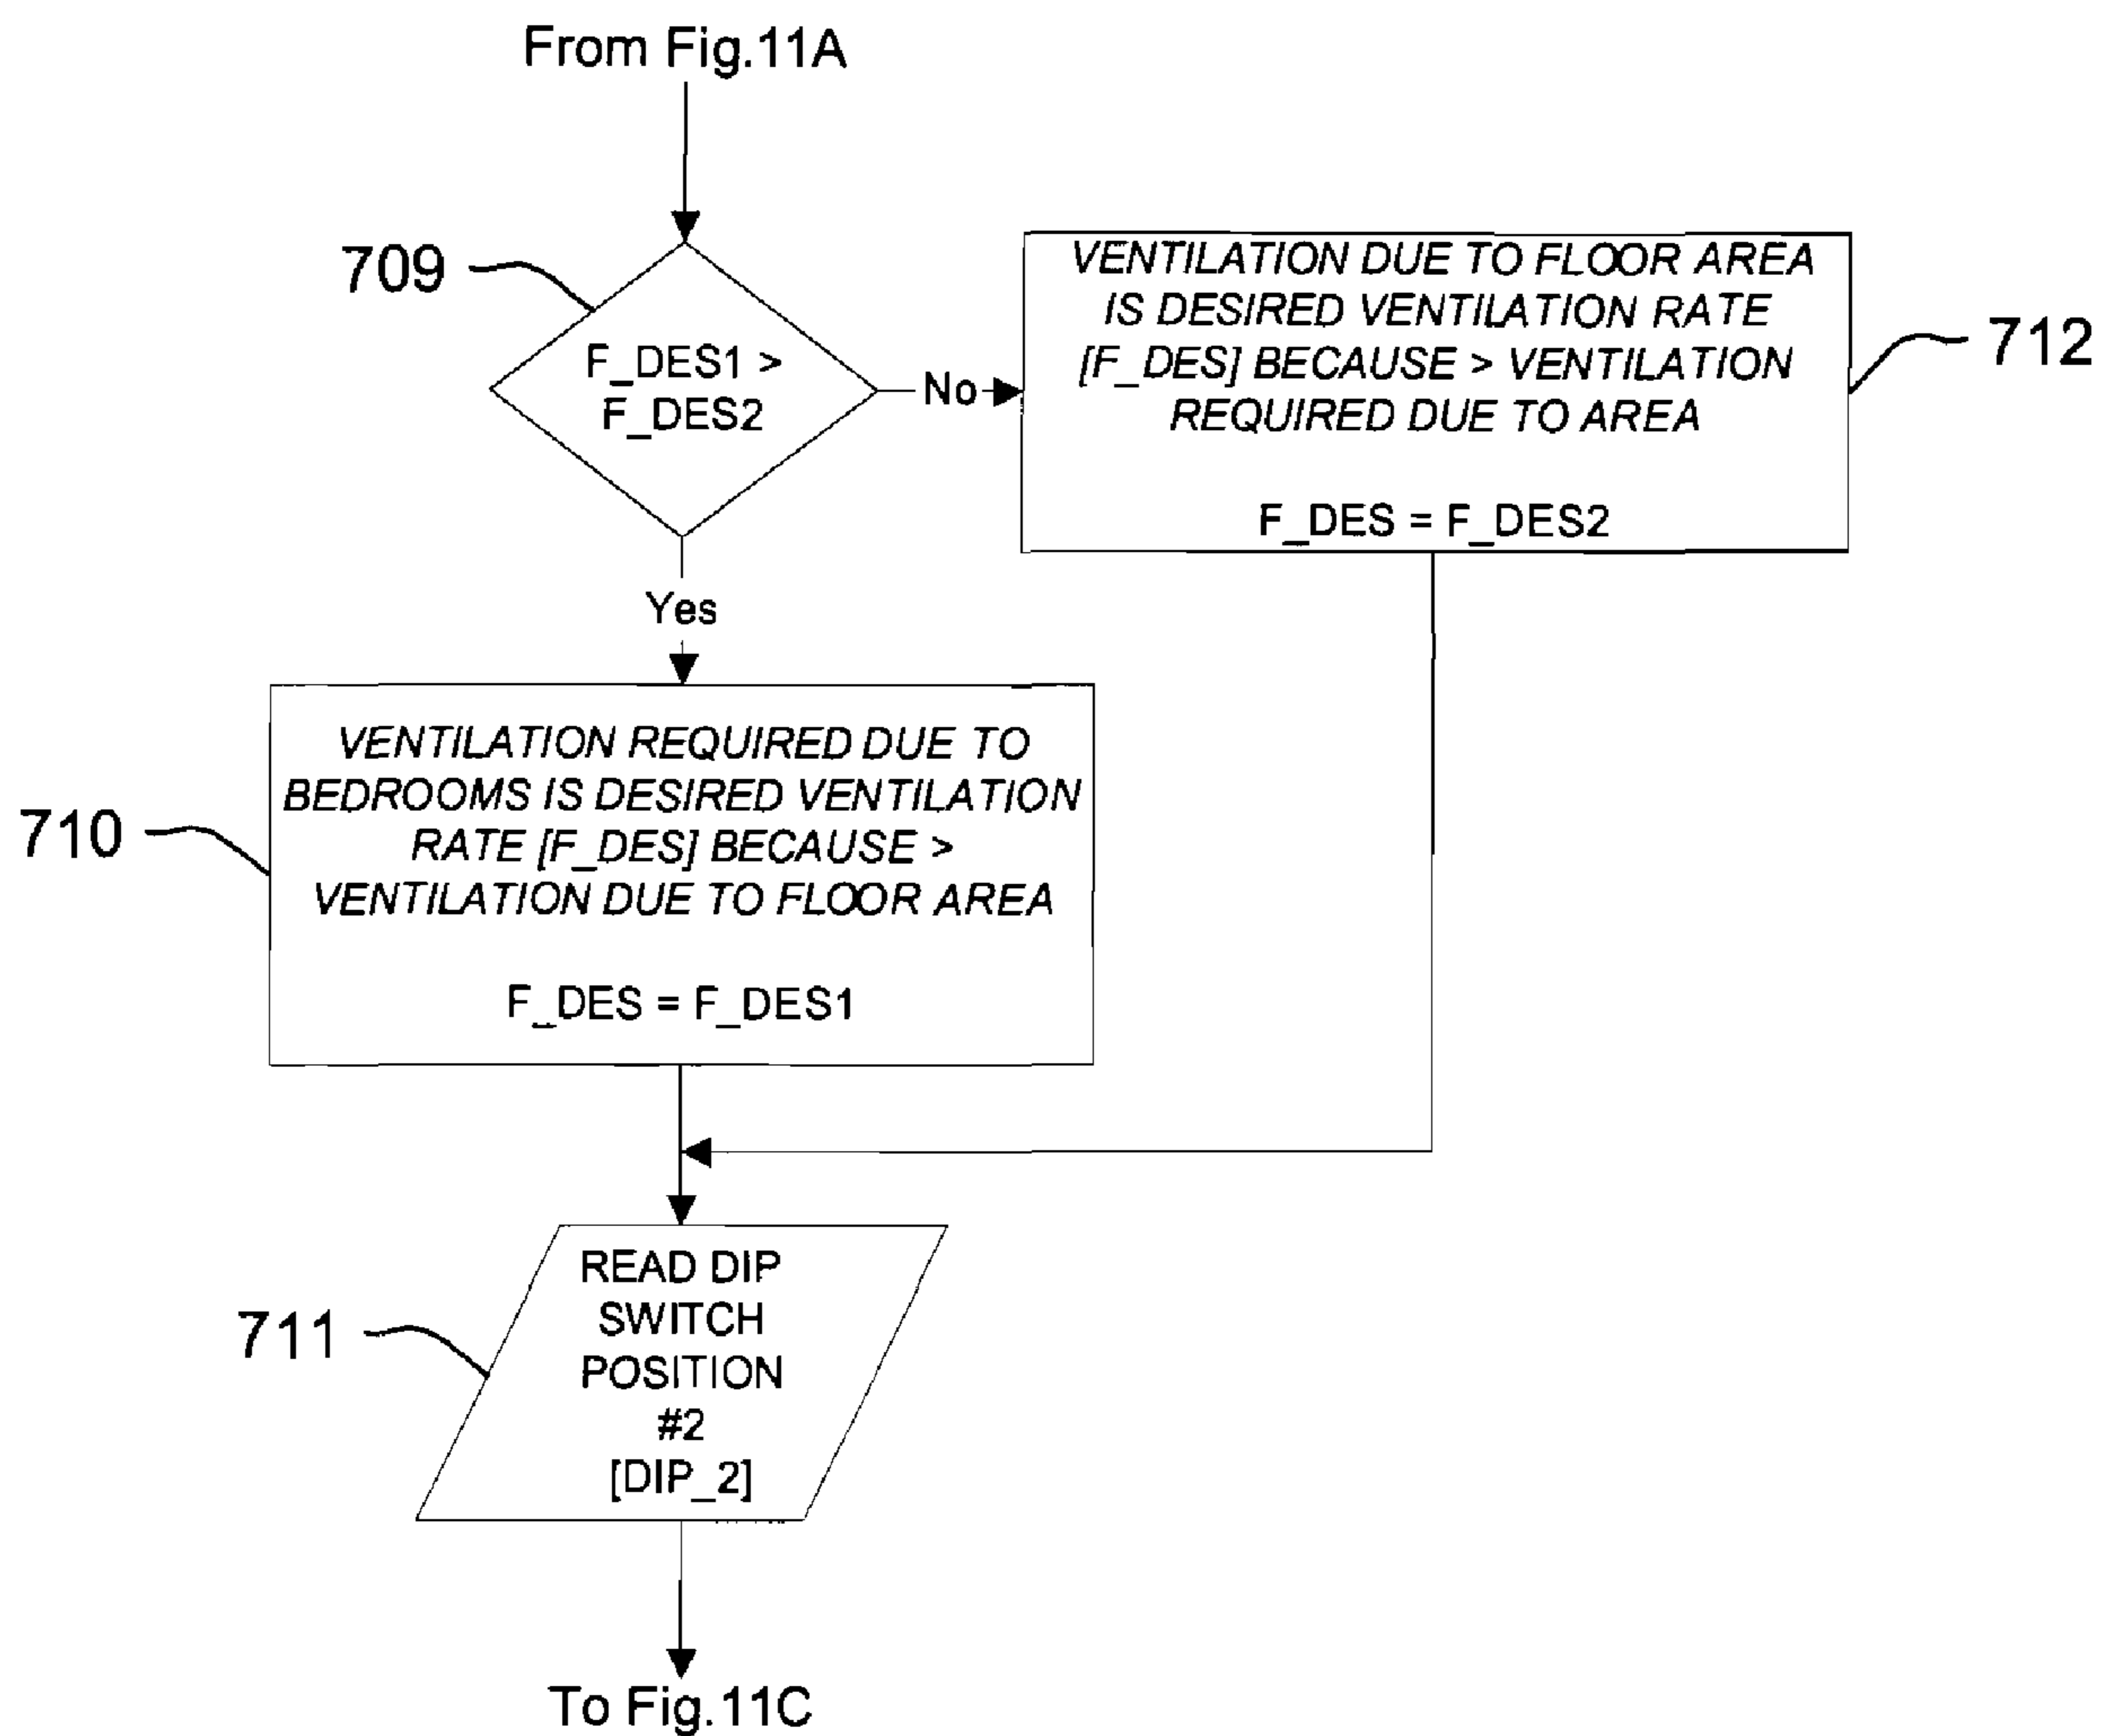 From Fig.11A
709
F_DES1 >
F_DES2
No
VENTILATION DUE TO FLOOR AREA
IS DESIRED VENTILATION RATE
[F_DES] BECAUSE > VENTILATION
REQUIRED DUE TO AREA
F_DES = F_DES2
712
Yes
710
VENTILATION REQUIRED DUE TO
BEDROOMS IS DESIRED VENTILATION
RATE [F_DES] BECAUSE >
VENTILATION DUE TO FLOOR AREA
F_DES = F_DES1
711
READ DIP
SWITCH
POSITION
#2
[DIP_2]
To Fig.11C